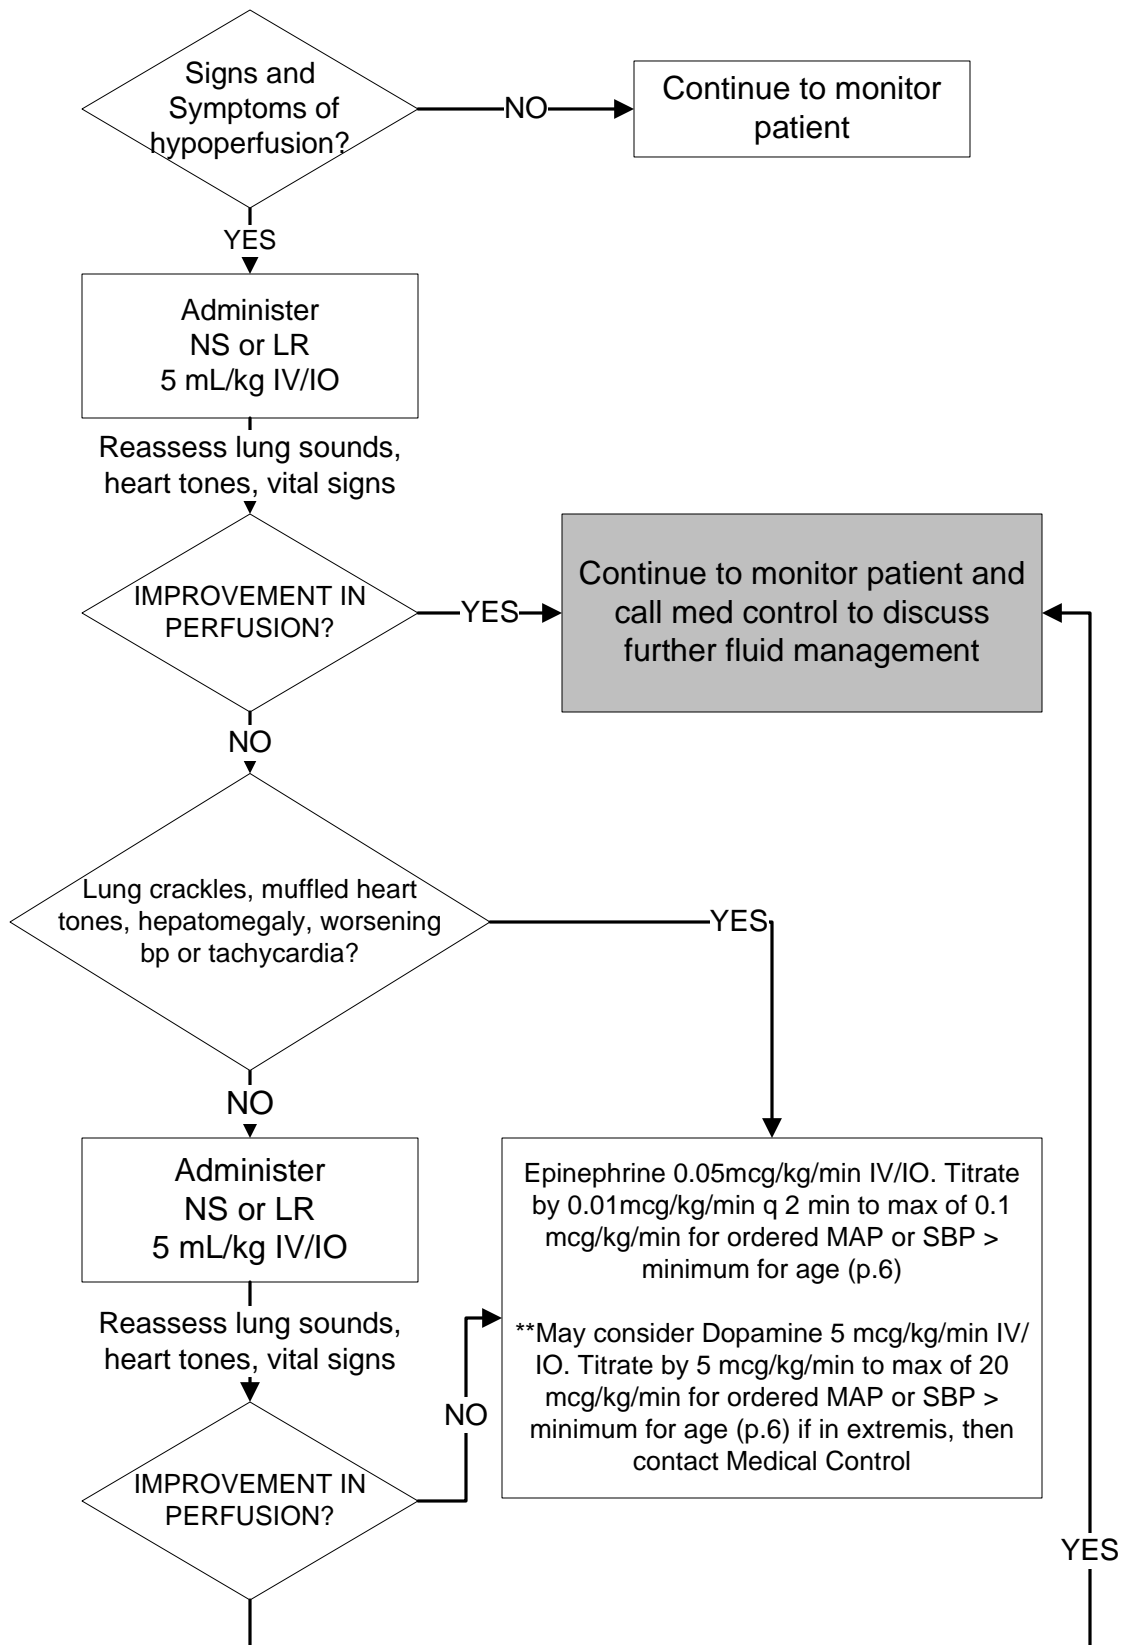 Signs and
Symptoms of
hypoperfusion?
NO
Continue to monitor
patient
YES
Administer
NS or LR
5 mL/kg IV/IO
Reassess lung sounds,
heart tones, vital signs
IMPROVEMENT IN
PERFUSION?
YES
Continue to monitor patient and
call med control to discuss
further fluid management
NO
Lung crackles, muffled heart
tones, hepatomegaly, worsening
bp or tachycardia?
YES
NO
Administer
NS or LR
5 mL/kg IV/IO
Reassess lung sounds,
heart tones, vital signs
IMPROVEMENT IN
PERFUSION?
NO
Epinephrine 0.05mcg/kg/min IV/IO. Titrate
by 0.01mcg/kg/min q 2 min to max of 0.1
mcg/kg/min for ordered MAP or SBP >
minimum for age (p.6)
**May consider Dopamine 5 mcg/kg/min IV/
IO. Titrate by 5 mcg/kg/min to max of 20
mcg/kg/min for ordered MAP or SBP >
minimum for age (p.6) if in extremis, then
contact Medical Control
YES